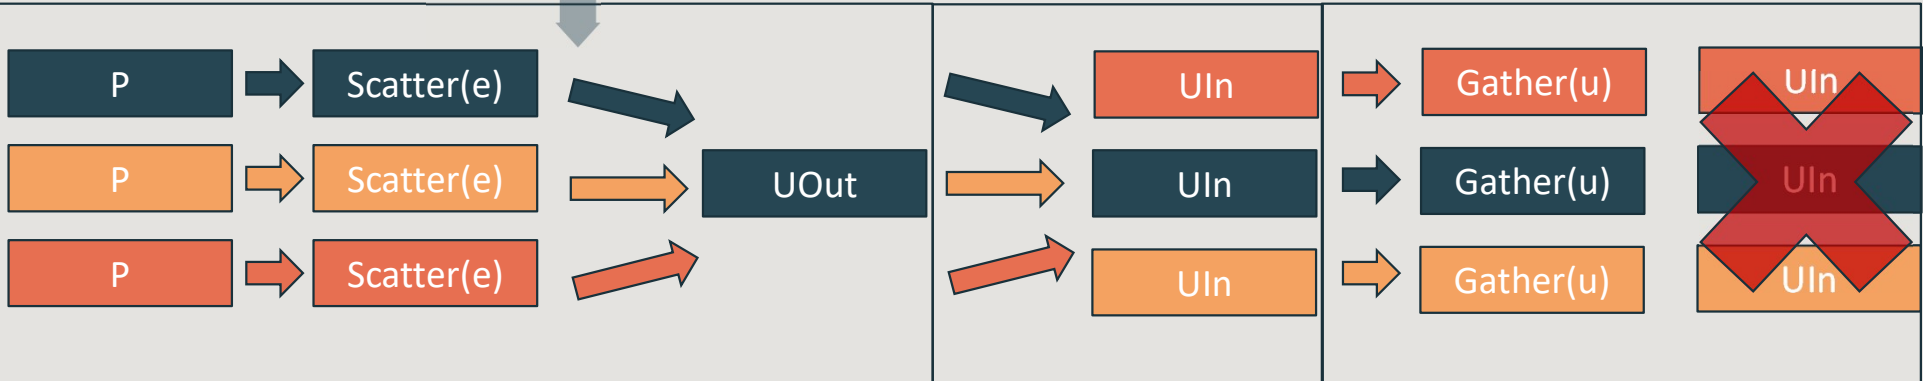 P Scatter(e) UIn Gather(u) UIn
P Scatter(e) UOut UIn Gather(u) UIn
P Scatter(e) UIn Gather(u) UIn